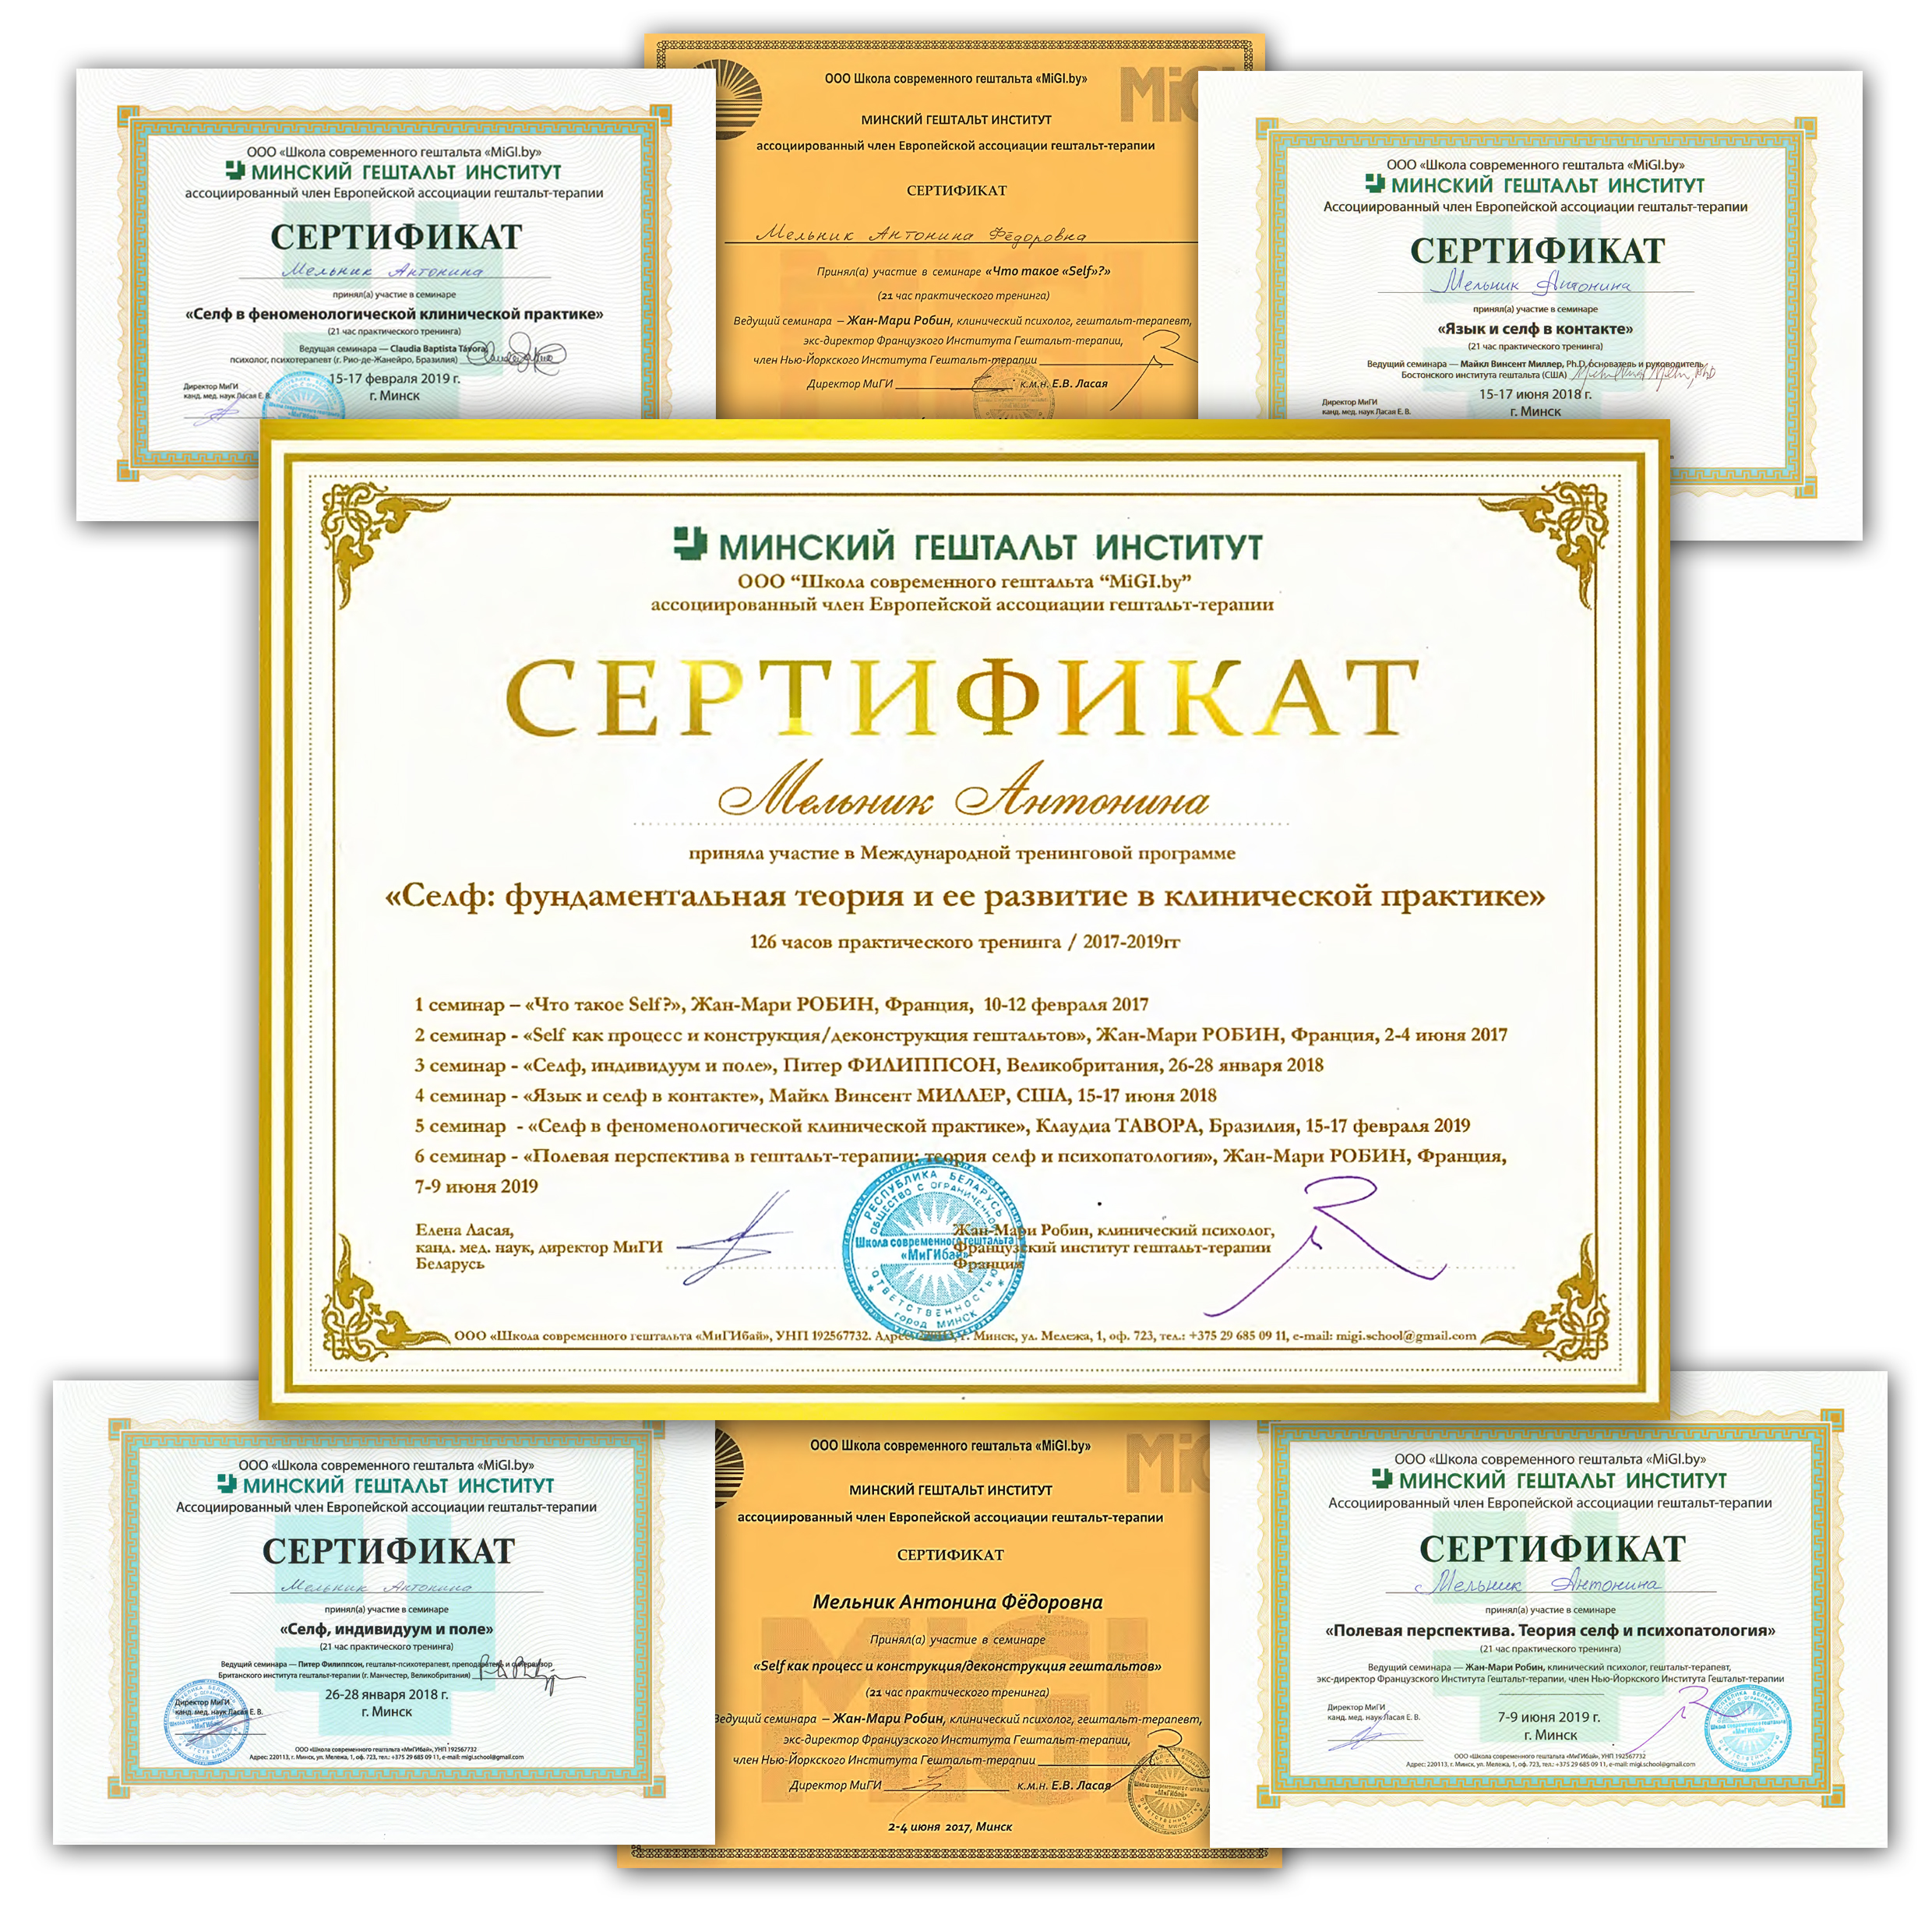 ООО «Школа современного гештальта «MiGI.by»
МИНСКИЙ ГЕШТАЛЬТ ИНСТИТУТ
ассоциированный член Европейской ассоциации гештальт-терапии
СЕРТИФИКАТ
Мельник Антонина
принял(а) участие в семинаре
«Селф в феноменологической клинической практике»
(21 час практического тренинга)
Ведущая семинара — Claudia Baptista Távora,
психолог, психотерапевт (г. Рио-де-Жанейро, Бразилия)
15-17 февраля 2019 г.
г. Минск
Директор МиГИ
канд. мед. наук Ласая Е. В.
ООО Школа современного гештальта «MiGI.by»
MiG
МИНСКИЙ ГЕШТАЛЬТ ИНСТИТУТ
ассоциированный член Европейской ассоциации гештальт-терапии
СЕРТИФИКАТ
Мельник Антонина Фёдоровна
Принял(а) участие в семинаре «Что такое «Self»?»
(21 час практического тренинга)
Ведущий семинара – Жан-Мари Робин, клинический психолог, гештальт-терапевт,
экс-директор Французкого Института Гештальт-терапии,
член Нью-Йоркского Института Гештальт-терапии
Директор МиГИ к.м.н. Е.В. Ласая
ООО «Школа современного гештальта «MiGI.by»
МИНСКИЙ ГЕШТАЛЬТ ИНСТИТУТ
Ассоциированный член Европейской ассоциации гештальт-терапии
СЕРТИФИКАТ
Мельник Антонина
принял(а) участие в семинаре
«Язык и селф в контакте»
(21 час практического тренинга)
Ведущий семинара — Майкл Винсент Миллер, Ph.D, основатель и руководитель
Бостонского института гештальта (США)
15-17 июня 2018 г.
г. Минск
Директор МиГИ
канд. мед. наук Ласая Е. В.
МИНСКИЙ ГЕШТАЛЬТ ИНСТИТУТ
ООО “Школа современного гештальта “MiGI.by”
ассоциированный член Европейской ассоциации гештальт-терапии
СЕРТИФИКАТ
Мельник Антонина
приняла участие в Международной тренинговой программе
«Селф: фундаментальная теория и ее развитие в клинической практике»
126 часов практического тренинга / 2017-2019гг
1 семинар – «Что такое Self?», Жан-Мари РОБИН, Франция, 10-12 февраля 2017
2 семинар - «Self как процесс и конструкция/деконструкция гештальтов», Жан-Мари РОБИН, Франция, 2-4 июня 2017
3 семинар - «Селф, индивидуум и поле», Питер ФИЛИППСОН, Великобритания, 26-28 января 2018
4 семинар - «Язык и селф в контакте», Майкл Винсент МИЛЛЕР, США, 15-17 июня 2018
5 семинар - «Селф в феноменологической клинической практике», Клаудиа ТАВОРА, Бразилия, 15-17 февраля 2019
6 семинар - «Полевая перспектива в гештальт-терапии: теория селф и психопатология», Жан-Мари РОБИН, Франция,
7-9 июня 2019
Елена Ласая,
канд. мед. наук, директор МиГИ
Беларусь
РЕСПУБЛИКА БЕЛАРУСЬ
ОБЩЕСТВО С ОГРАНИЧЕННОЙ
Школа современного гештальта
«МиГИбай»
ОТВЕТСТВЕННОСТЬЮ
город МИНСК
Жан-Мари Робин, клинический психолог,
Французский институт гештальт-терапии
Франция
ООО «Школа современного гештальта «МиГИбай», УНП 192567732. Адрес: г. Минск, ул. Мележа, 1, оф. 723, тел.: +375 29 685 09 11, e-mail: migi.school@gmail.com
ООО «Школа современного гештальта «MiGI.by»
МИНСКИЙ ГЕШТАЛЬТ ИНСТИТУТ
Ассоциированный член Европейской ассоциации гештальт-терапии
СЕРТИФИКАТ
Мельник Антонина
принял(а) участие в семинаре
«Селф, индивидуум и поле»
(21 час практического тренинга)
Ведущий семинара — Питер Филиппсон, гештальт-психотерапевт, преподаватель и супервизор
Британского института гештальт-терапии (г. Манчестер, Великобритания)
26-28 января 2018 г.
г. Минск
Директор МиГИ
канд. мед. наук Ласая Е. В.
ООО «Школа современного гештальта «МиГИбай», УНП 192567732
Адрес: 220113, г. Минск, ул. Мележа, 1, оф. 723, тел.: +375 29 685 09 11, e-mail: migi.school@gmail.com
ООО Школа современного гештальта «MiGI.by»
MiG
МИНСКИЙ ГЕШТАЛЬТ ИНСТИТУТ
ассоциированный член Европейской ассоциации гештальт-терапии
СЕРТИФИКАТ
Мельник Антонина Фёдоровна
MIGI
Принял(а) участие в семинаре
«Self как процесс и конструкция/деконструкция гештальтов»
(21 час практического тренинга)
Ведущий семинара – Жан-Мари Робин, клинический психолог, гештальт-терапевт,
экс-директор Французского Института Гештальт-терапии,
член Нью-Йоркского Института Гештальт-терапии
Директор МиГИ к.м.н. Е.В. Ласая
2-4 июня 2017, Минск
ООО «Школа современного гештальта «MiGI.by»
МИНСКИЙ ГЕШТАЛЬТ ИНСТИТУТ
Ассоциированный член Европейской ассоциации гештальт-терапии
СЕРТИФИКАТ
Мельник Антонина
принял(а) участие в семинаре
«Полевая перспектива. Теория селф и психопатология»
(21 час практического тренинга)
Ведущий семинара — Жан-Мари Робин, клинический психолог, гештальт-терапевт,
экс-директор Французского Института Гештальт-терапии, член Нью-Йоркского Института Гештальт-терапии
Директор МиГИ
канд. мед. наук Ласая Е. В.
7-9 июня 2019 г.
г. Минск
ООО «Школа современного гештальта «МиГИбай», УНП 192567732
Адрес: 220113, г. Минск, ул. Мележа, 1, оф. 723, тел.: +375 29 685 09 11, e-mail: migi.school@gmail.com